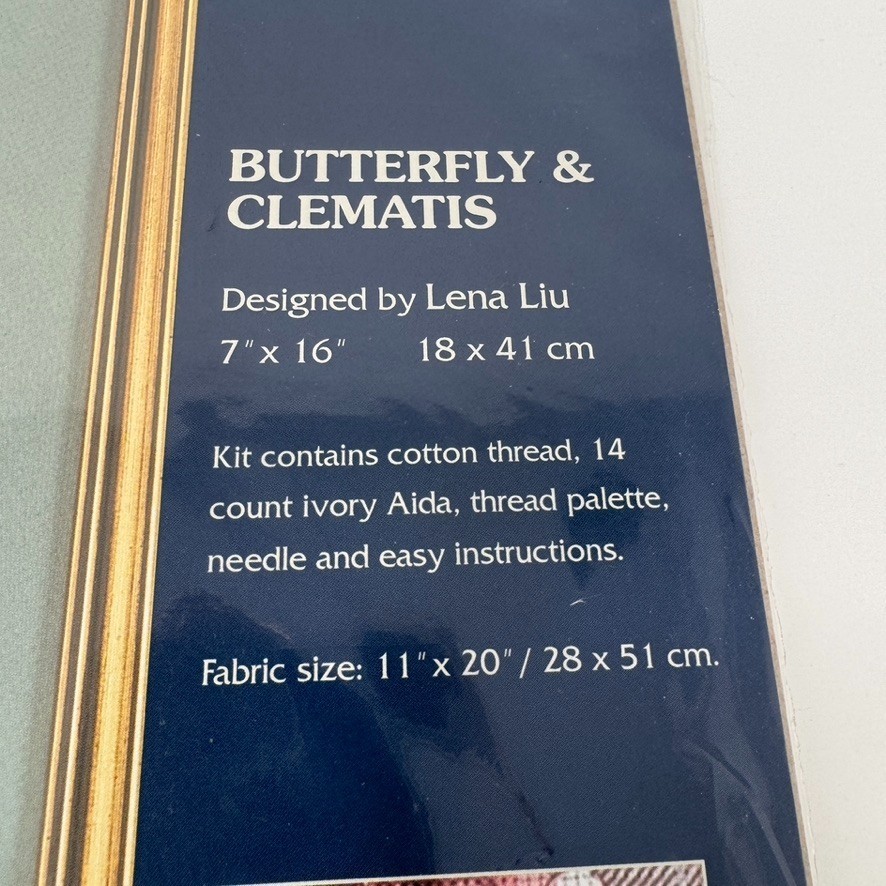 BUTTERFLY &
CLEMATIS
Designed by Lena Liu
7" x 16" 18 x 41 cm
Kit contains cotton thread, 14
count ivory Aida, thread palette,
needle and easy instructions.
Fabric size: 11" x 20" / 28 x 51 cm.